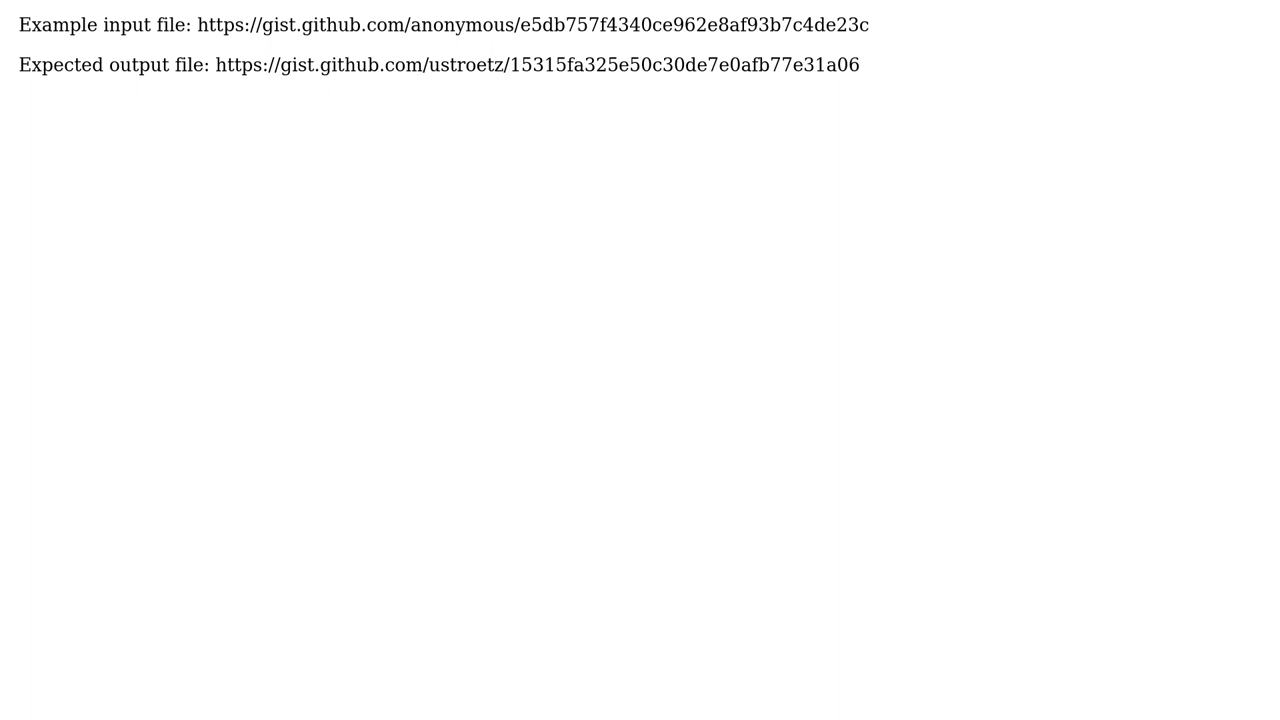 Example input file: https://gist.github.com/anonymous/e5db757f4340ce962e8af93b7c4de23c
Expected output file: https://gist.github.com/ustroetz/15315fa325e50c30de7e0afb77e31a06